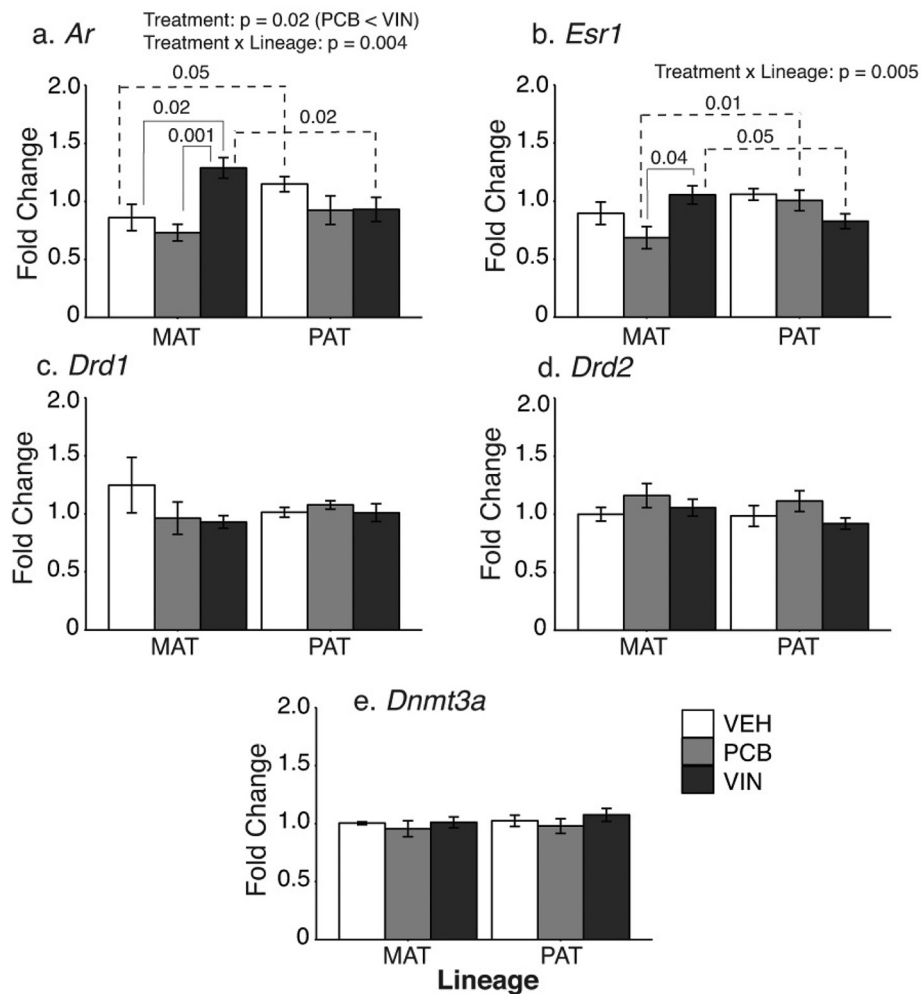 Treatment: p = 0.02 (PCB < VIN)
a. Ar
Treatment x Lineage: p = 0.004
2.0
1.5
1.0
0.5
0
Fold Change
0.05
0.02
0.001
0.02
MAT
PAT
b. Esr1
Treatment x Lineage: p = 0.005
2.0
1.5
1.0
0.5
0
Fold Change
0.01
0.04
0.05
MAT
PAT
c. Drd1
2.0
1.5
1.0
0.5
0
Fold Change
MAT
PAT
d. Drd2
2.0
1.5
1.0
0.5
0
Fold Change
MAT
PAT
e. Dnmt3a
2.0
1.5
1.0
0.5
0
Fold Change
MAT
PAT
Lineage
VEH
PCB
VIN